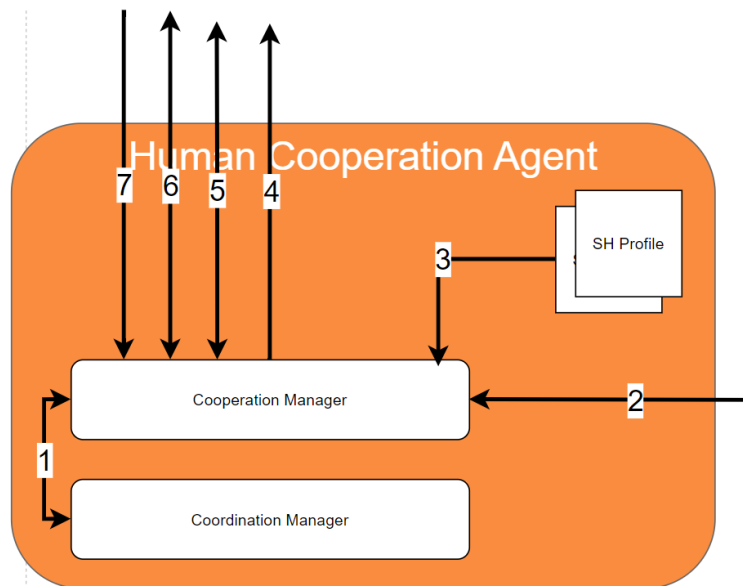 Human Cooperation Agent
7
6
5
4
3
SH Profile
S
Cooperation Manager
2
1
Coordination Manager